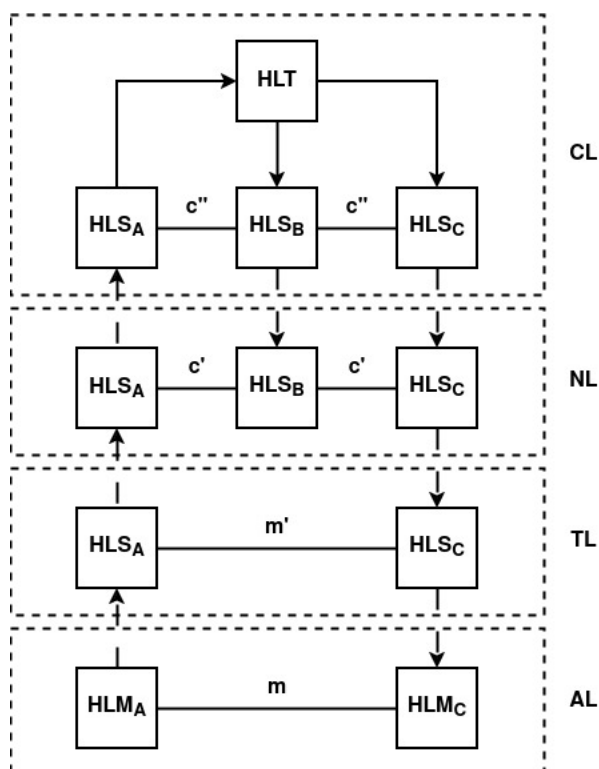 HLT
CL
c" c"
HLSA HLSB HLSC
c' c'
HLSA HLSB HLSC
NL
m'
HLSA HLSC
TL
m
HLMA HLMC
AL